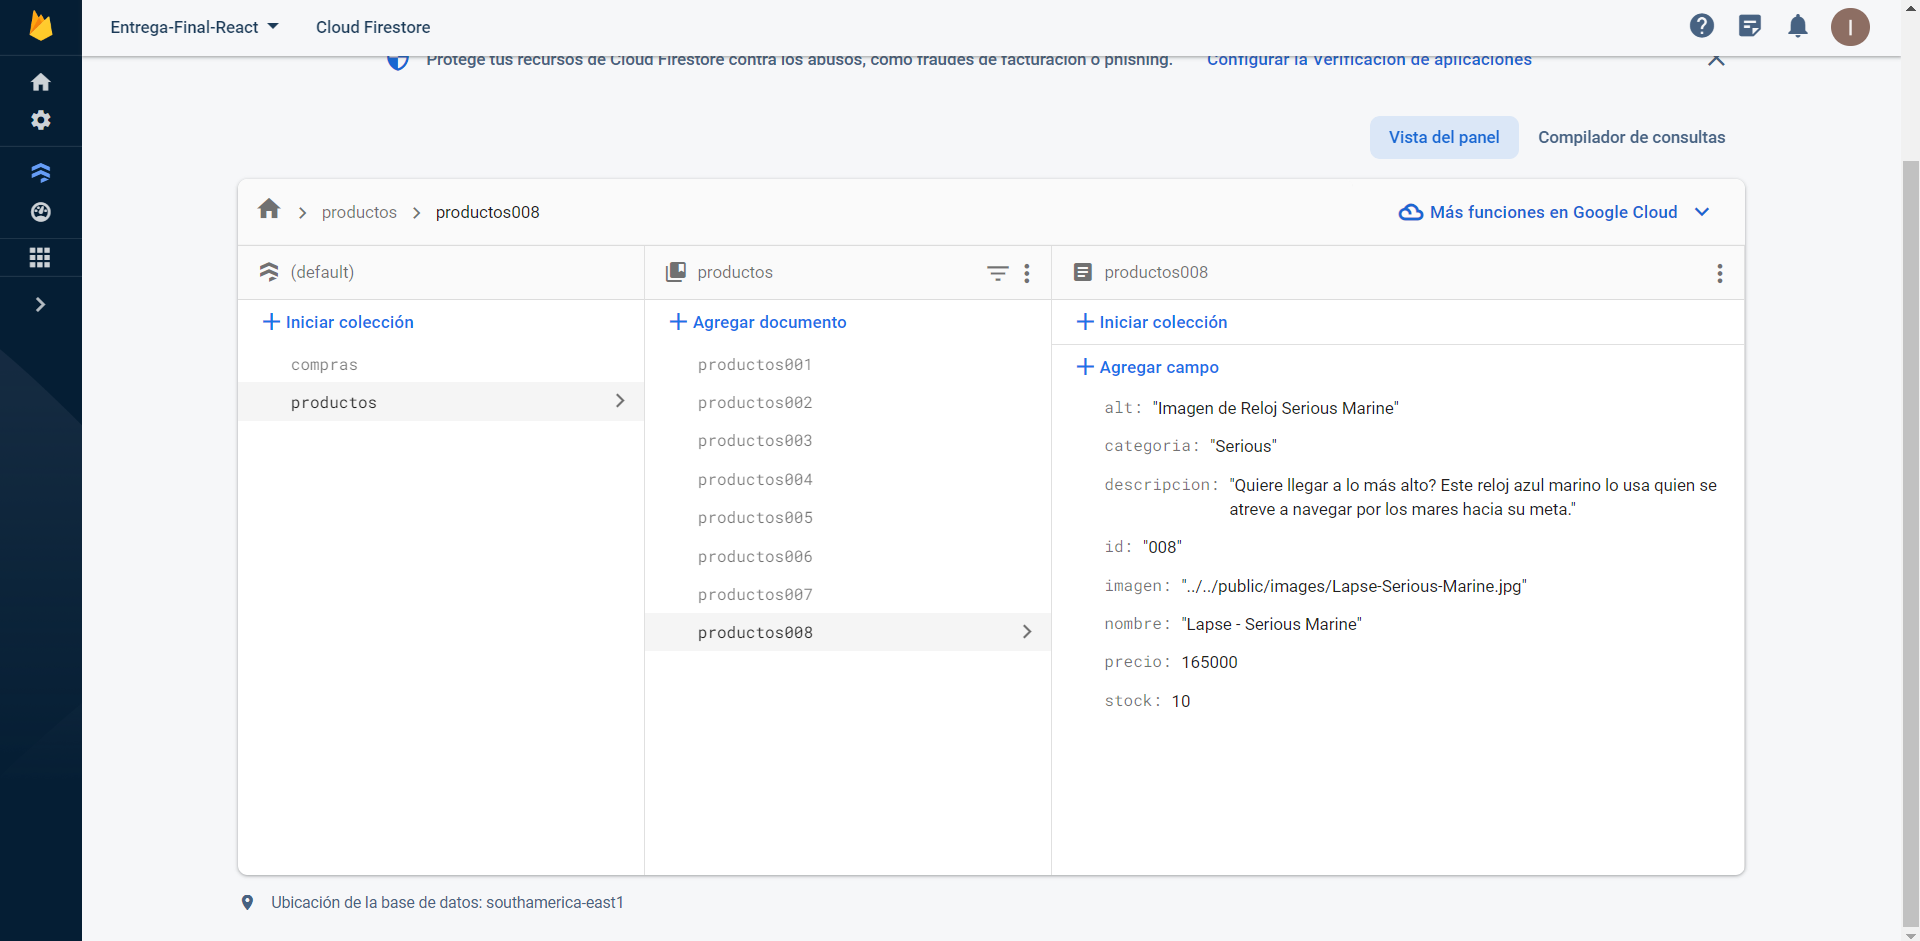 Entrega-Final-React
Cloud Firestore
I
Protege tus recursos de Cloud Firestore contra los abusos, como fraudes de facturación o phishing.
Configurar la Verificación de aplicaciones
Vista del panel
Compilador de consultas
productos
productos008
Más funciones en Google Cloud
(default)
Iniciar colección
compras
productos
productos
Agregar documento
productos001
productos002
productos003
productos004
productos005
productos006
productos007
productos008
productos008
Iniciar colección
Agregar campo
alt: "Imagen de Reloj Serious Marine"
categoria: "Serious"
descripcion: "Quiere llegar a lo más alto? Este reloj azul marino lo usa quien se
atreve a navegar por los mares hacia su meta."
id: "008"
imagen: "../../public/images/Lapse-Serious-Marine.jpg"
nombre: "Lapse - Serious Marine"
precio: 165000
stock: 10
Ubicación de la base de datos: southamerica-east1